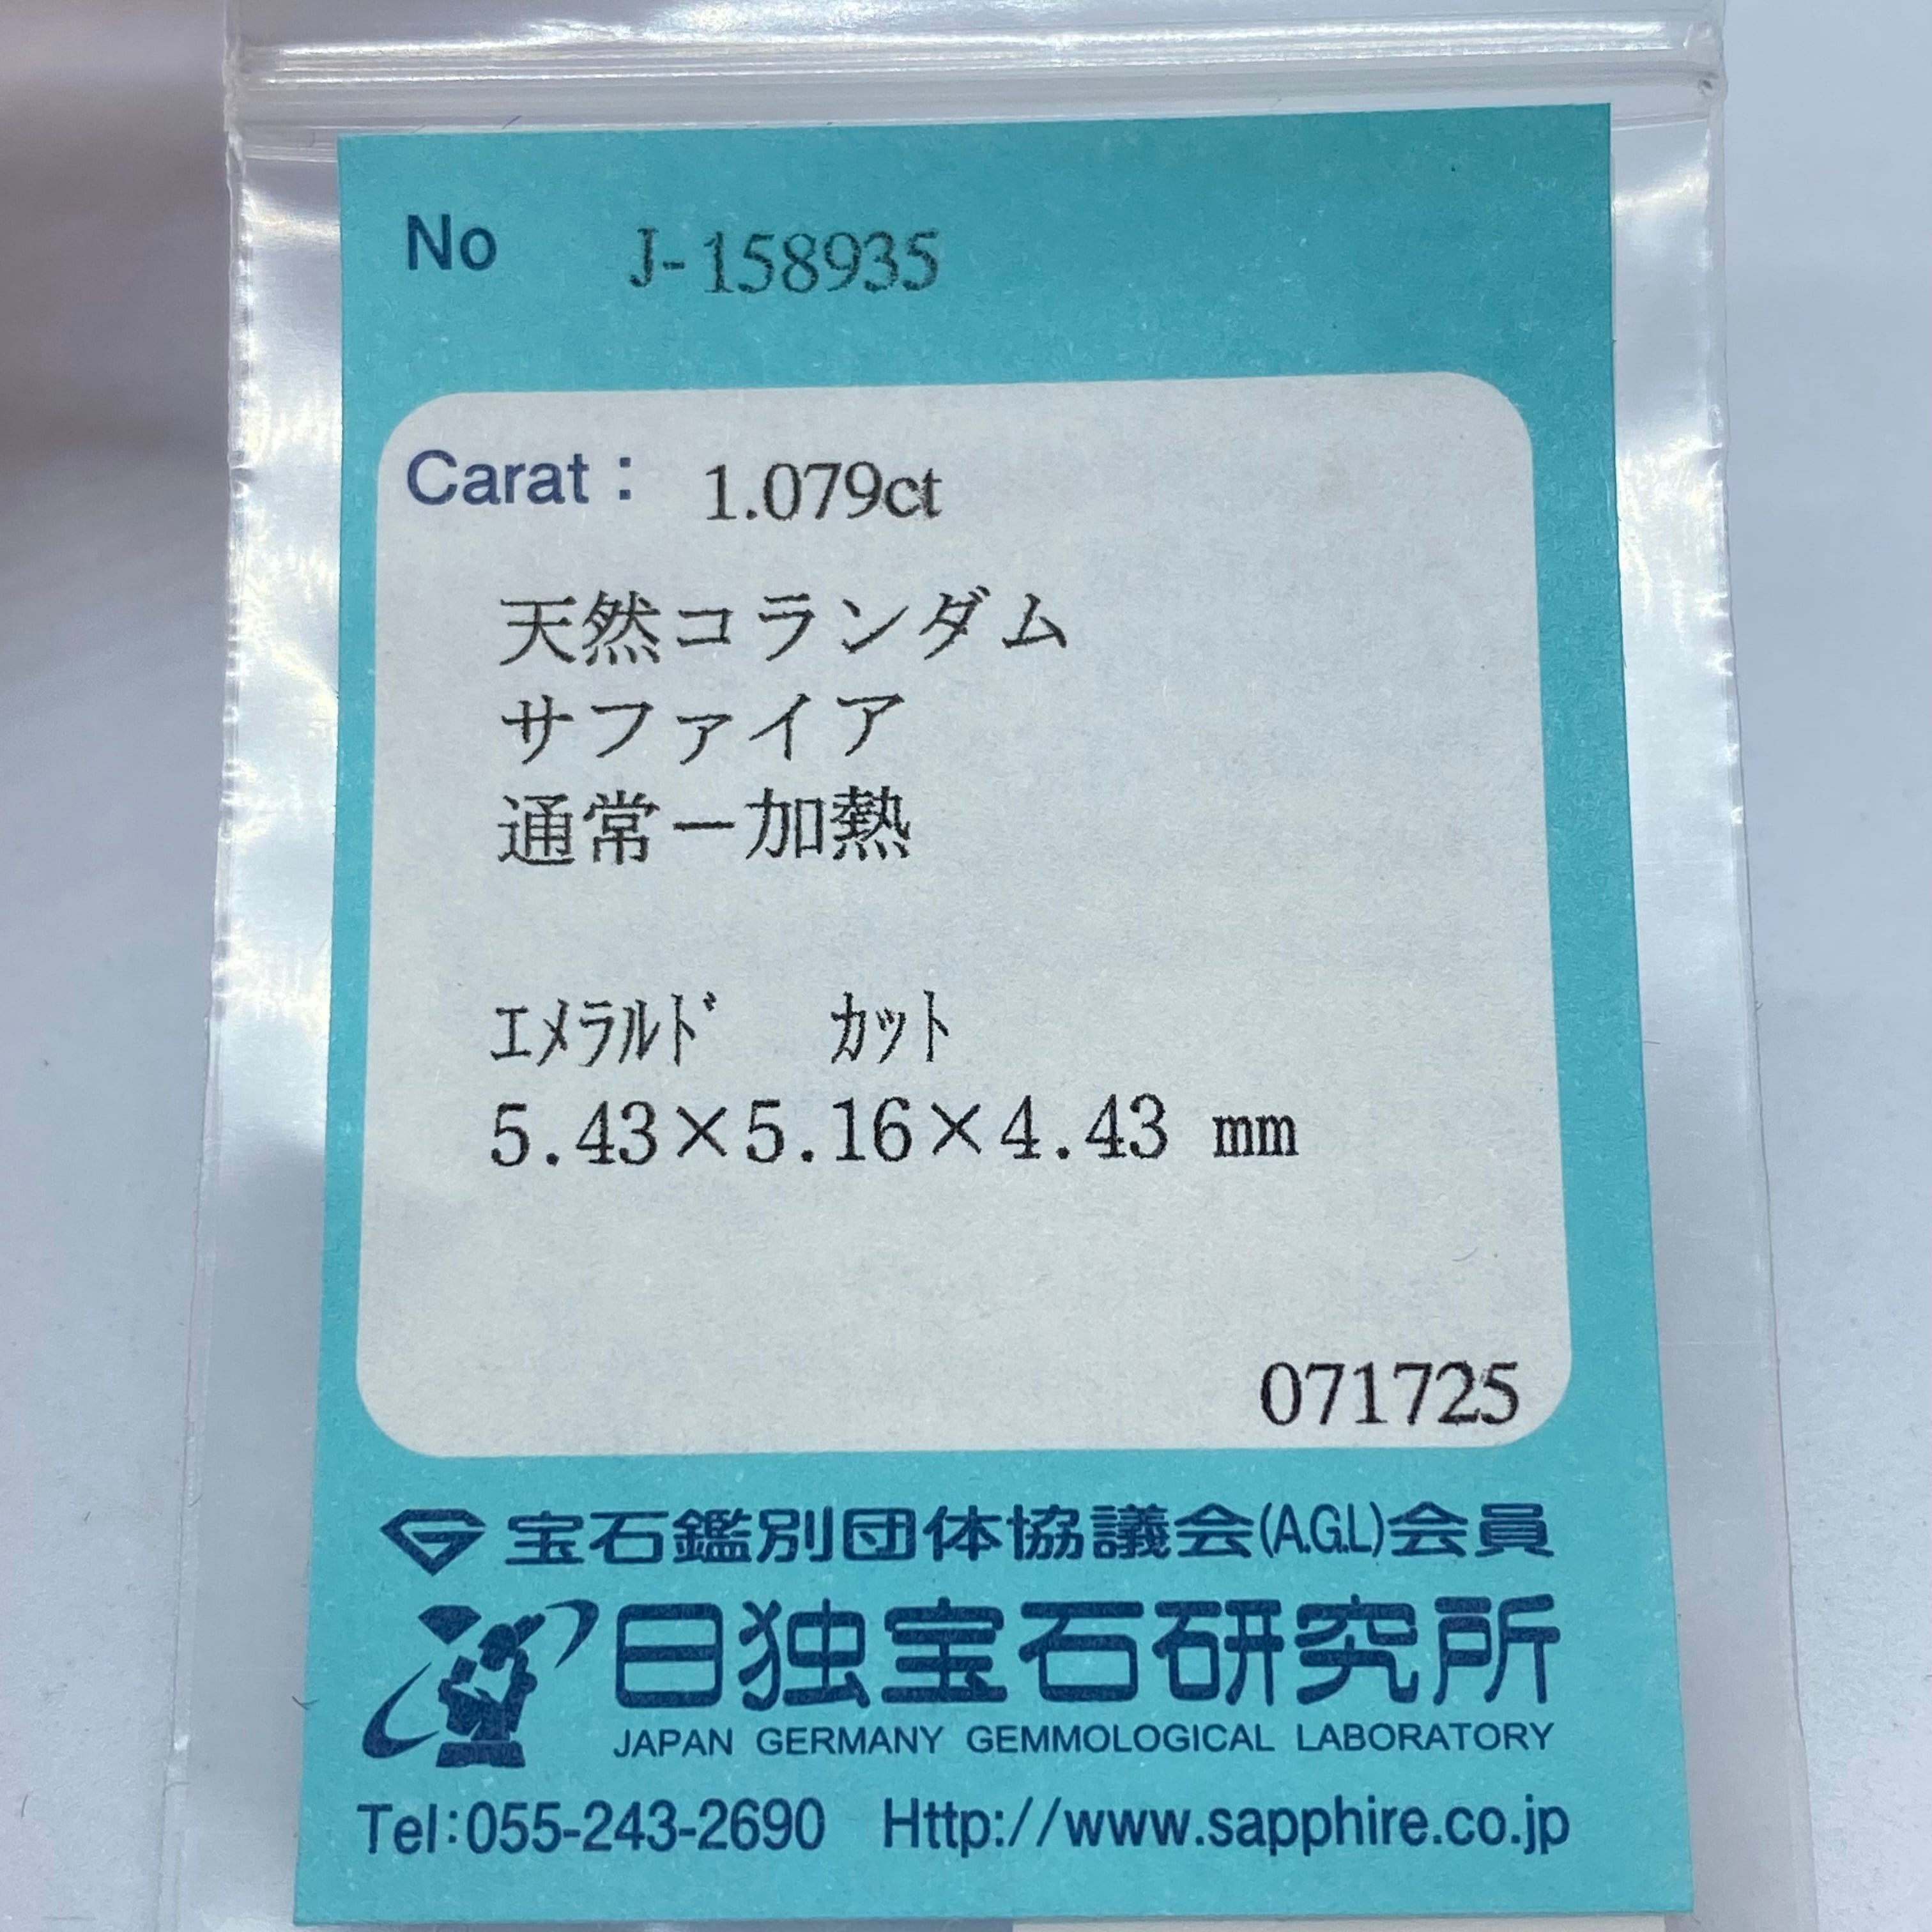 No J-158935
Carat： 1.079ct
天然コランダム
サファイア
通常－加熱
ｴﾒﾗﾙﾄﾞ ｶｯﾄ
5.43×5.16×4.43 mm
071725
宝石鑑別団体協議会(A.G.L)会員
日独宝石研究所
JAPAN GERMANY GEMMOLOGICAL LABORATORY
Tel:055-243-2690 Http://www.sapphire.co.jp